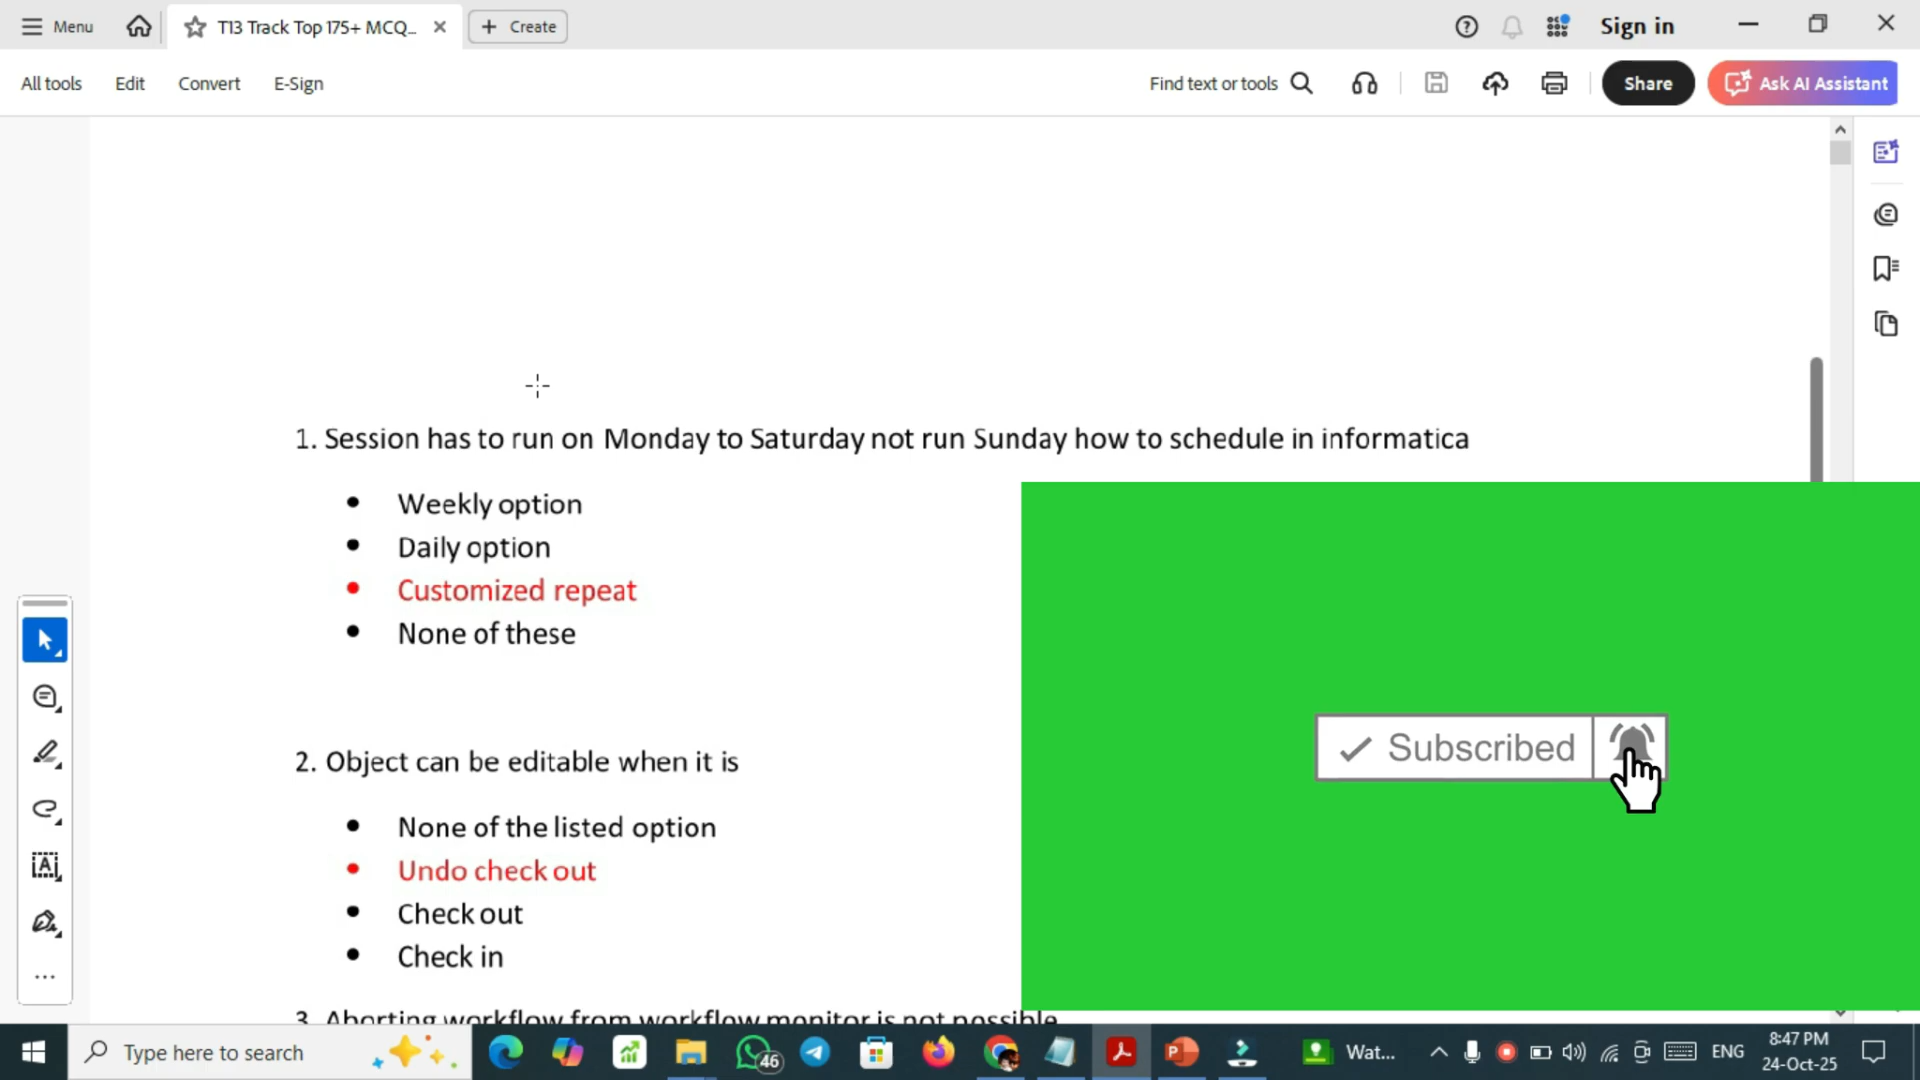 Menu
T13 Track Top 175+ MCQ...
Create
Sign in
All tools
Edit
Convert
E-Sign
Find text or tools
Share
Ask AI Assistant
1. Session has to run on Monday to Saturday not run Sunday how to schedule in informatica
Weekly option
Daily option
Customized repeat
None of these
2. Object can be editable when it is
None of the listed option
Undo check out
Check out
Check in
3. Aborting workflow from workflow monitor is not possible
Subscribed
Type here to search
46
Wat...
ENG
8:47 PM
24-Oct-25